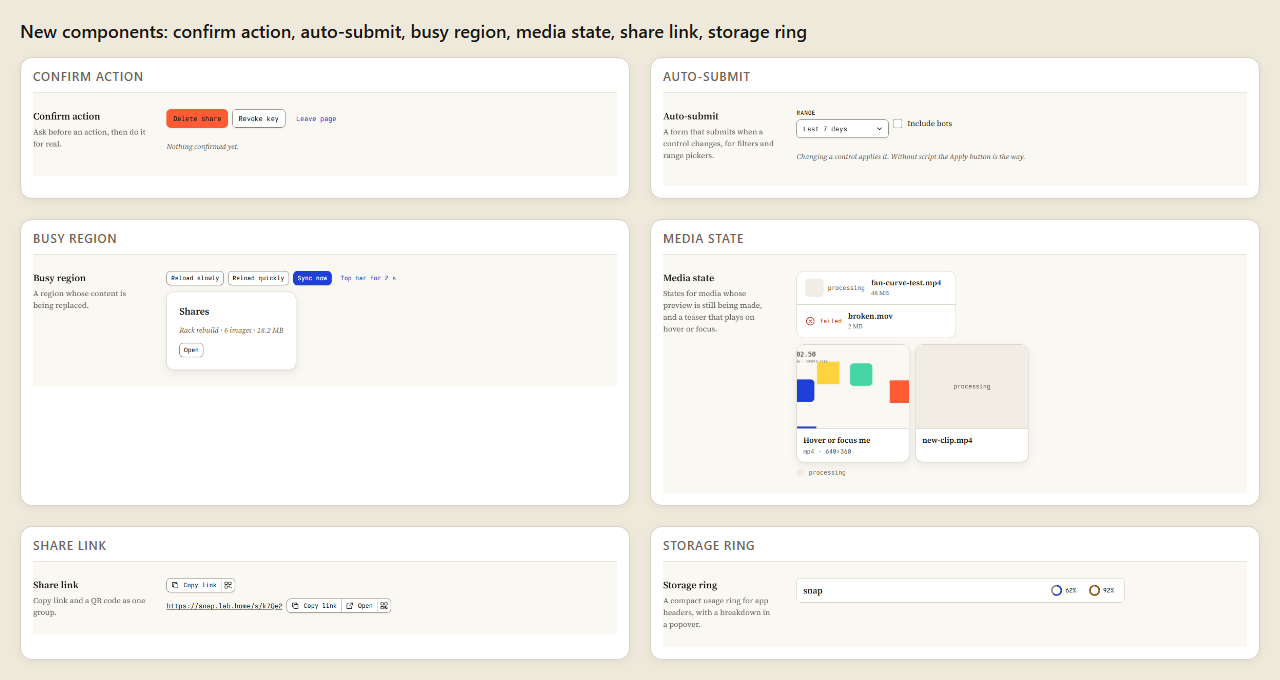 New components: confirm action, auto-submit, busy region, media state, share link, storage ring
CONFIRM ACTION
Confirm action
Ask before an action, then do it
for real.
Delete share
Revoke key
Leave page
Nothing confirmed yet.
AUTO-SUBMIT
Auto-submit
A form that submits when a
control changes, for filters and
range pickers.
RANGE
Last 7 days
Include bots
Changing a control applies it. Without script the Apply button is the way.
BUSY REGION
Busy region
A region whose content is
being replaced.
Reload slowly
Reload quickly
Sync now
Top bar for 2 s
Shares
Rack rebuild · 6 images · 18.2 MB
Open
MEDIA STATE
Media state
States for media whose
preview is still being made,
and a teaser that plays on
hover or focus.
processing
fan-curve-test.mp4
48 MB
failed
broken.mov
2 MB
02.50
Hover or focus me
mp4 · 640×360
processing
new-clip.mp4
processing
SHARE LINK
Share link
Copy link and a QR code as one
group.
Copy link
https://snap.lab.home/s/k7Qe2
Copy link
Open
STORAGE RING
Storage ring
A compact usage ring for app
headers, with a breakdown in
a popover.
snap
62%
92%